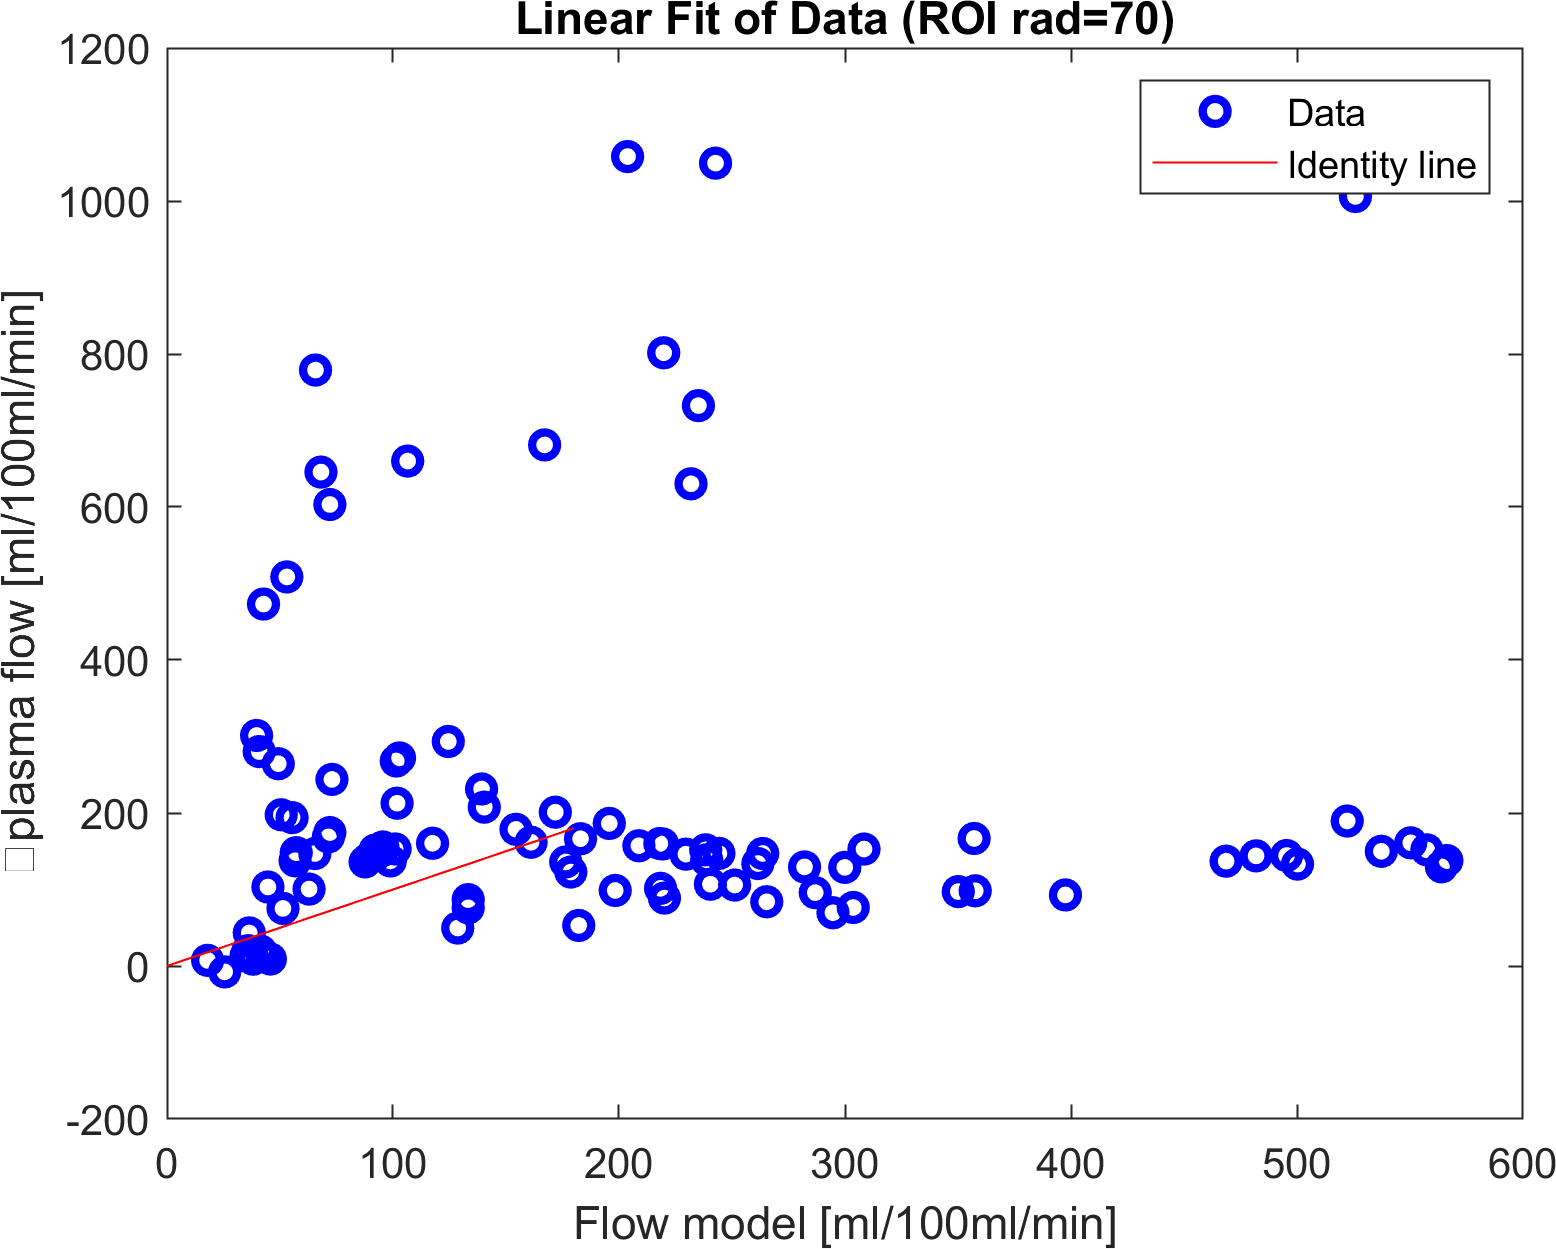 Linear Fit of Data (ROI rad=70)
1200
1000
800
600
400
200
0
-200
□plasma flow [ml/100ml/min]
Data
Identity line
0 100 200 300 400 500 600
Flow model [ml/100ml/min]